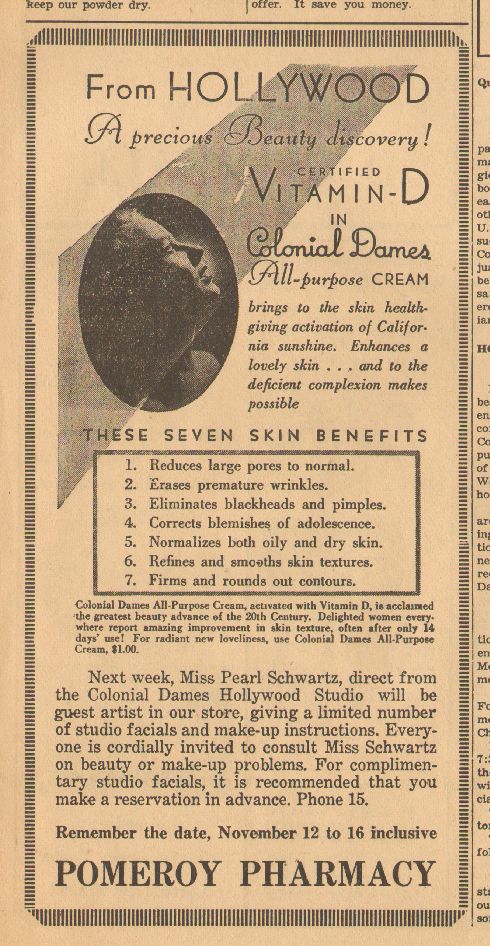 keep our powder dry.
offer. It save you money.
From HOLLYWOOD
A precious Beauty discovery!
CERTIFIED
VITAMIN-D
IN
Colonial Dames
All-purpose CREAM
brings to the skin health-
giving activation of Califor-
nia sunshine. Enhances a
lovely skin . . . and to the
deficient complexion makes
possible
THESE SEVEN SKIN BENEFITS
1. Reduces large pores to normal.
2. Erases premature wrinkles.
3. Eliminates blackheads and pimples.
4. Corrects blemishes of adolescence.
5. Normalizes both oily and dry skin.
6. Refines and smooths skin textures.
7. Firms and rounds out contours.
Colonial Dames All-Purpose Cream, activated with Vitamin D, is acclaimed
the greatest beauty advance of the 20th Century. Delighted women every-
where report amazing improvement in skin texture, often after only 14
days' use! For radiant new loveliness, use Colonial Dames All-Purpose
Cream, $1.00.
Next week, Miss Pearl Schwartz, direct from
the Colonial Dames Hollywood Studio will be
guest artist in our store, giving a limited number
of studio facials and make-up instructions. Every-
one is cordially invited to consult Miss Schwartz
on beauty or make-up problems. For complimen-
tary studio facials, it is recommended that you
make a reservation in advance. Phone 15.
Remember the date, November 12 to 16 inclusive
POMEROY PHARMACY